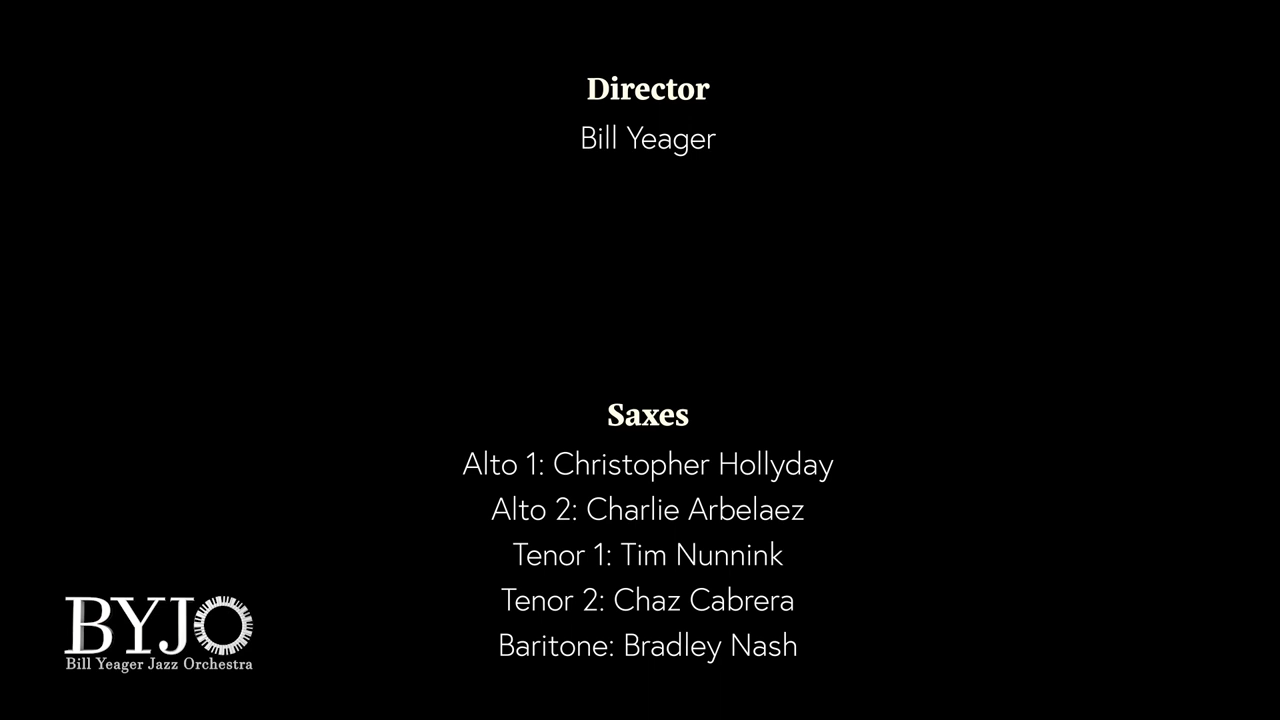 Director
Bill Yeager
Saxes
Alto 1: Christopher Hollyday
Alto 2: Charlie Arbelaez
Tenor 1: Tim Nunnink
Tenor 2: Chaz Cabrera
Baritone: Bradley Nash
BYJO
Bill Yeager Jazz Orchestra